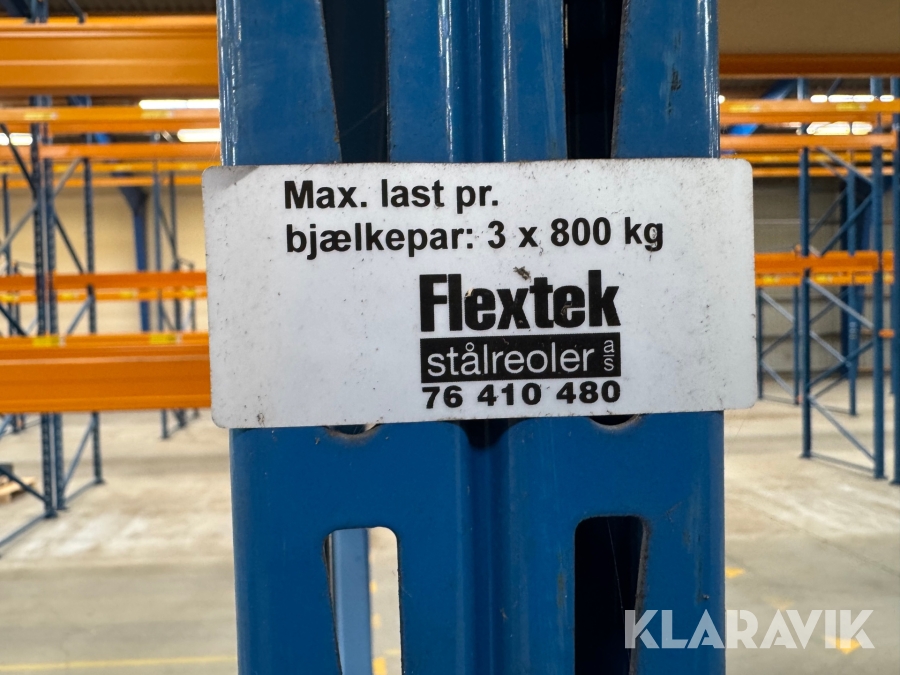 Max. last pr.
bjælkepar: 3 x 800 kg
Flextek
stålreoler a/s
76 410 480
KLARAVIK